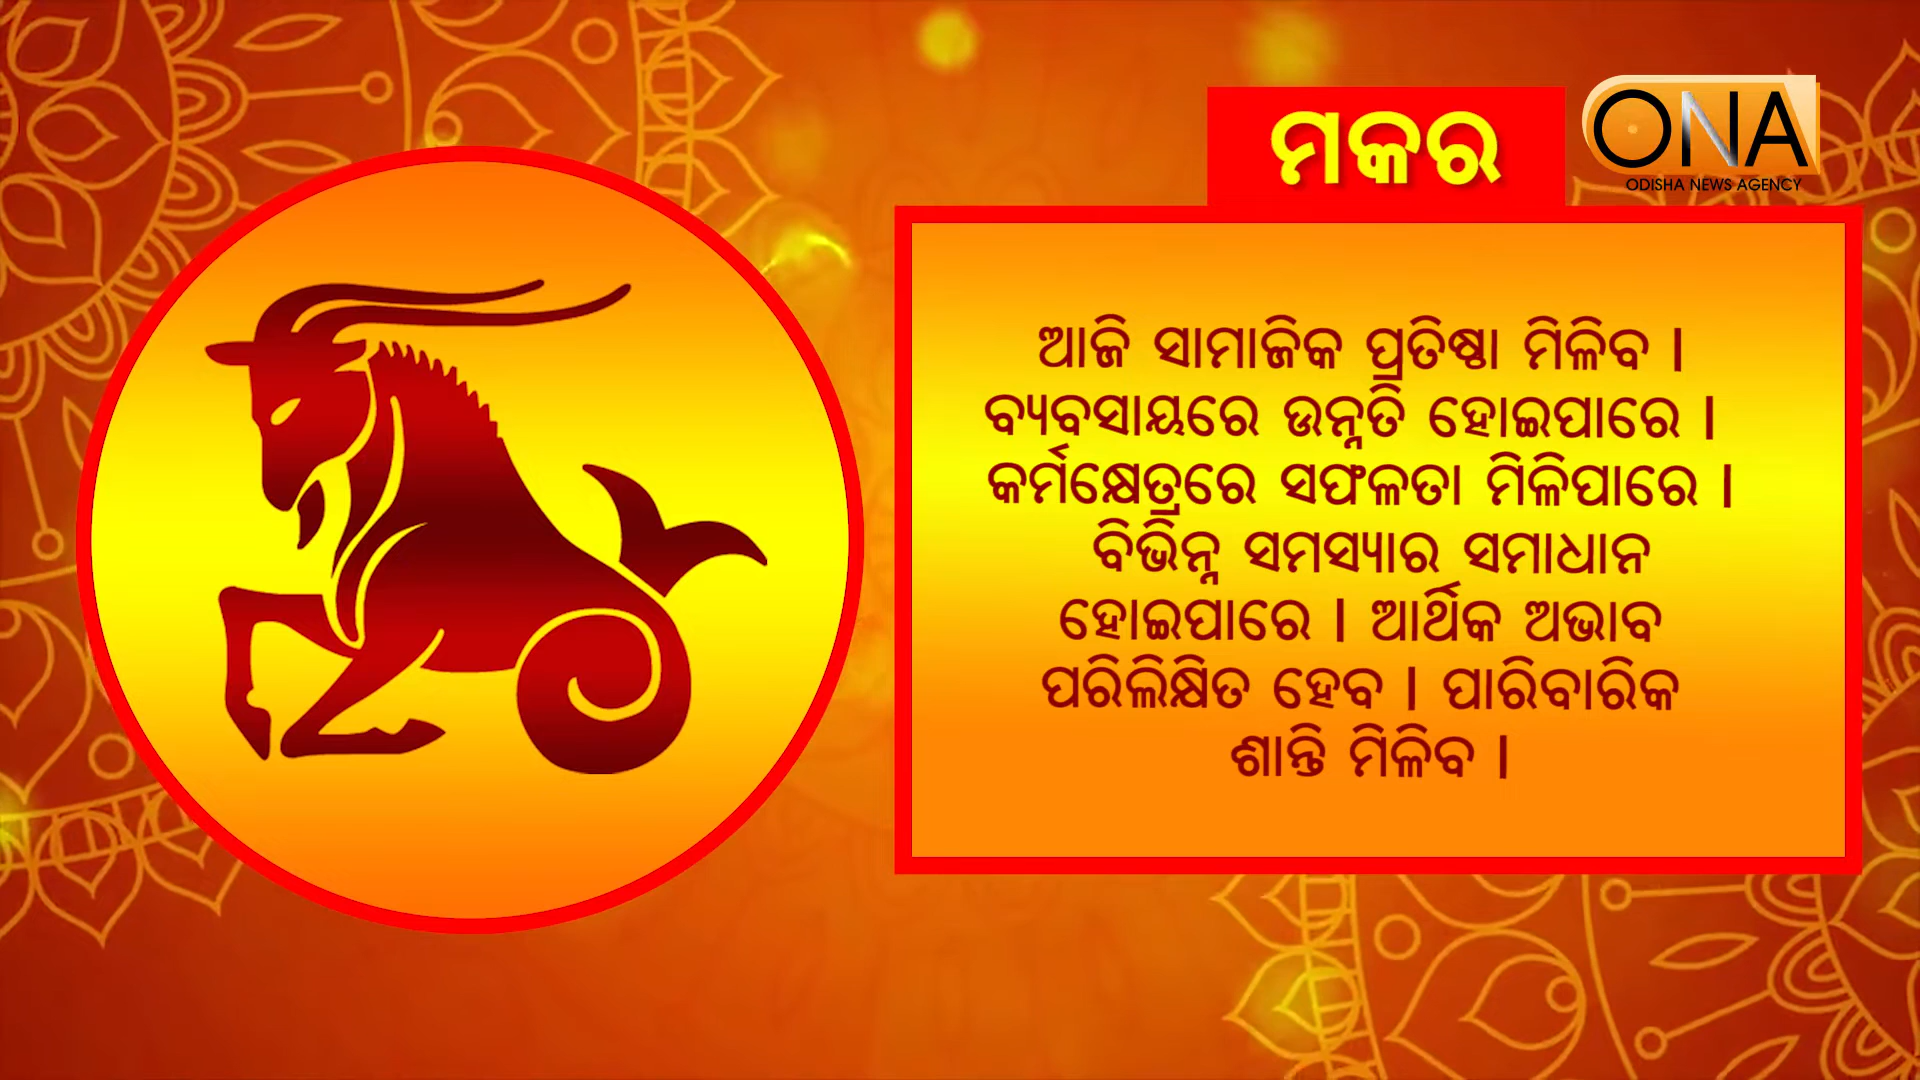 ମକର
ONA
ODISHA NEWS AGENCY
ଆଜି ସାମାଜିକ ପ୍ରତିଷ୍ଠା ମିଳିବ |
ବ୍ୟବସାୟରେ ଉନ୍ନତି ହୋଇପାରେ |
କର୍ମକ୍ଷେତ୍ରରେ ସଫଳତା ମିଳିପାରେ |
ବିଭିନ୍ନ ସମସ୍ୟାର ସମାଧାନ
ହୋଇପାରେ | ଆର୍ଥିକ ଅଭାବ
ପରିଲିକ୍ଷିତ ହେବ | ପାରିବାରିକ
ଶାନ୍ତି ମିଳିବ |